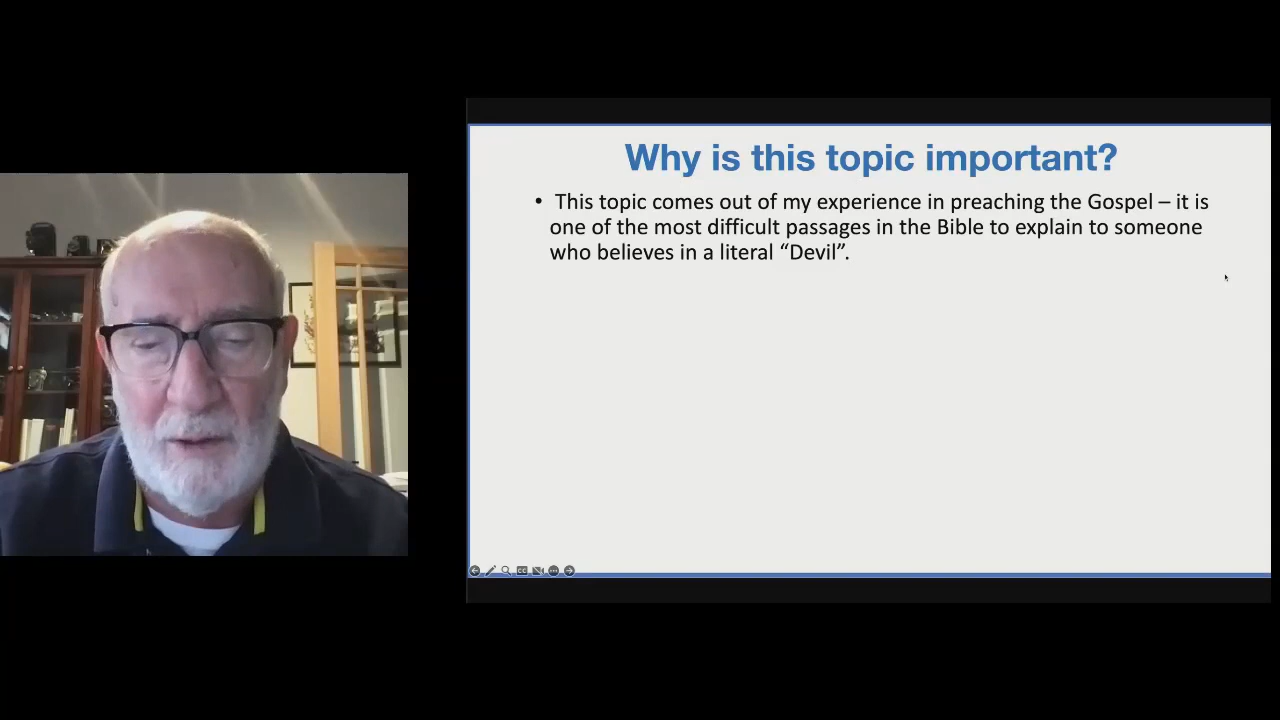 Why is this topic important?
• This topic comes out of my experience in preaching the Gospel – it is
one of the most difficult passages in the Bible to explain to someone
who believes in a literal “Devil”.